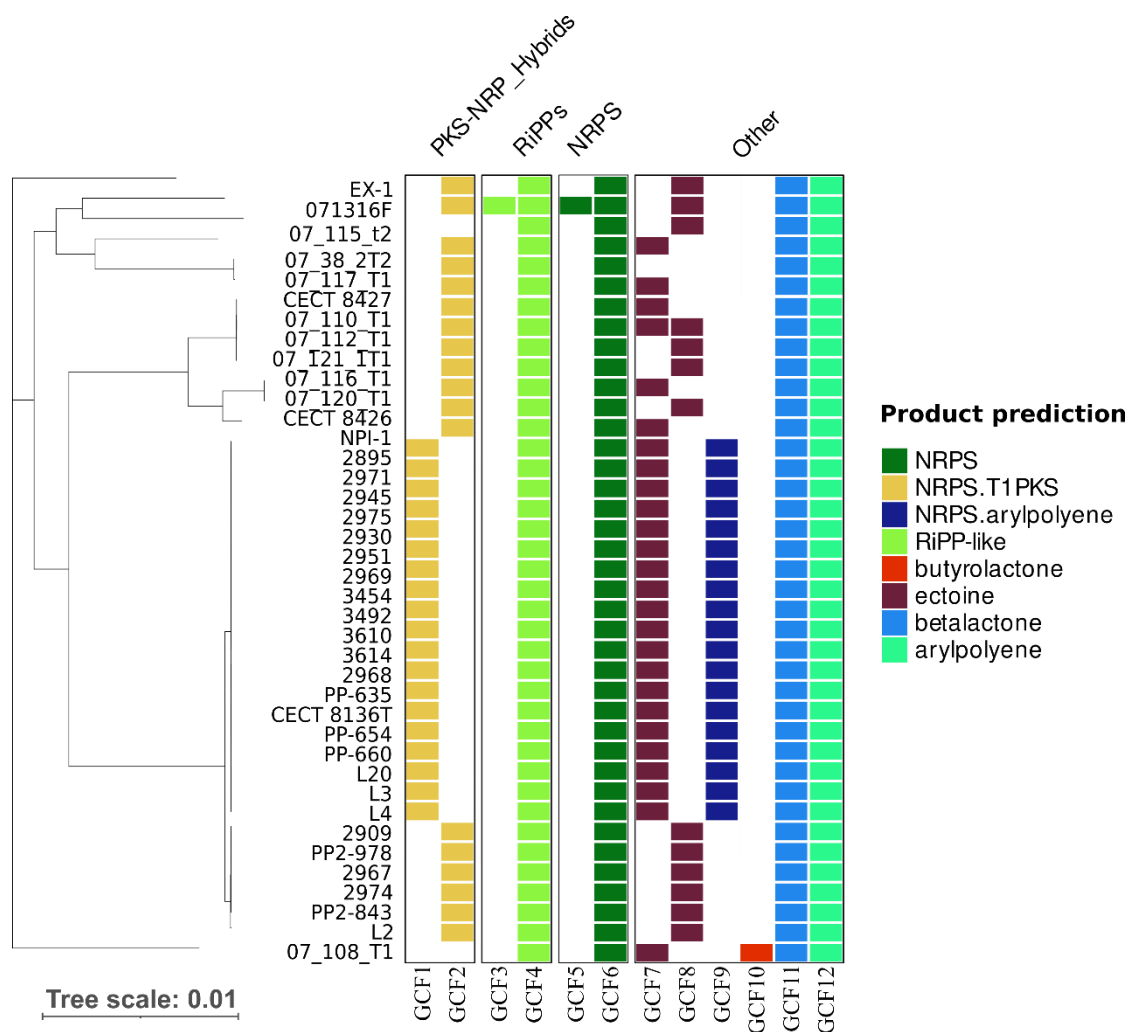 PKS-NRP_Hybrids
RiPPs
NRPS
Other
EX-1
071316F
07_115_t2
07_38_2T2
07_117_T1
CECT 8427
07_110_T1
07_112_T1
07_121_1T1
07_116_T1
07_120_T1
CECT 8426
NPI-1
2895
2971
2945
2975
2930
2951
2969
3454
3492
3610
3614
2968
PP-635
CECT 8136T
PP-654
PP-660
L20
L3
L4
2909
PP2-978
2967
2974
PP2-843
L2
07_108_T1
Tree scale: 0.01
GCF1
GCF2
GCF3
GCF4
GCF5
GCF6
GCF7
GCF8
GCF9
GCF10
GCF11
GCF12
Product prediction
NRPS
NRPS.T1PKS
NRPS.arylpolyene
RiPP-like
butyrolactone
ectoine
betalactone
arylpolyene